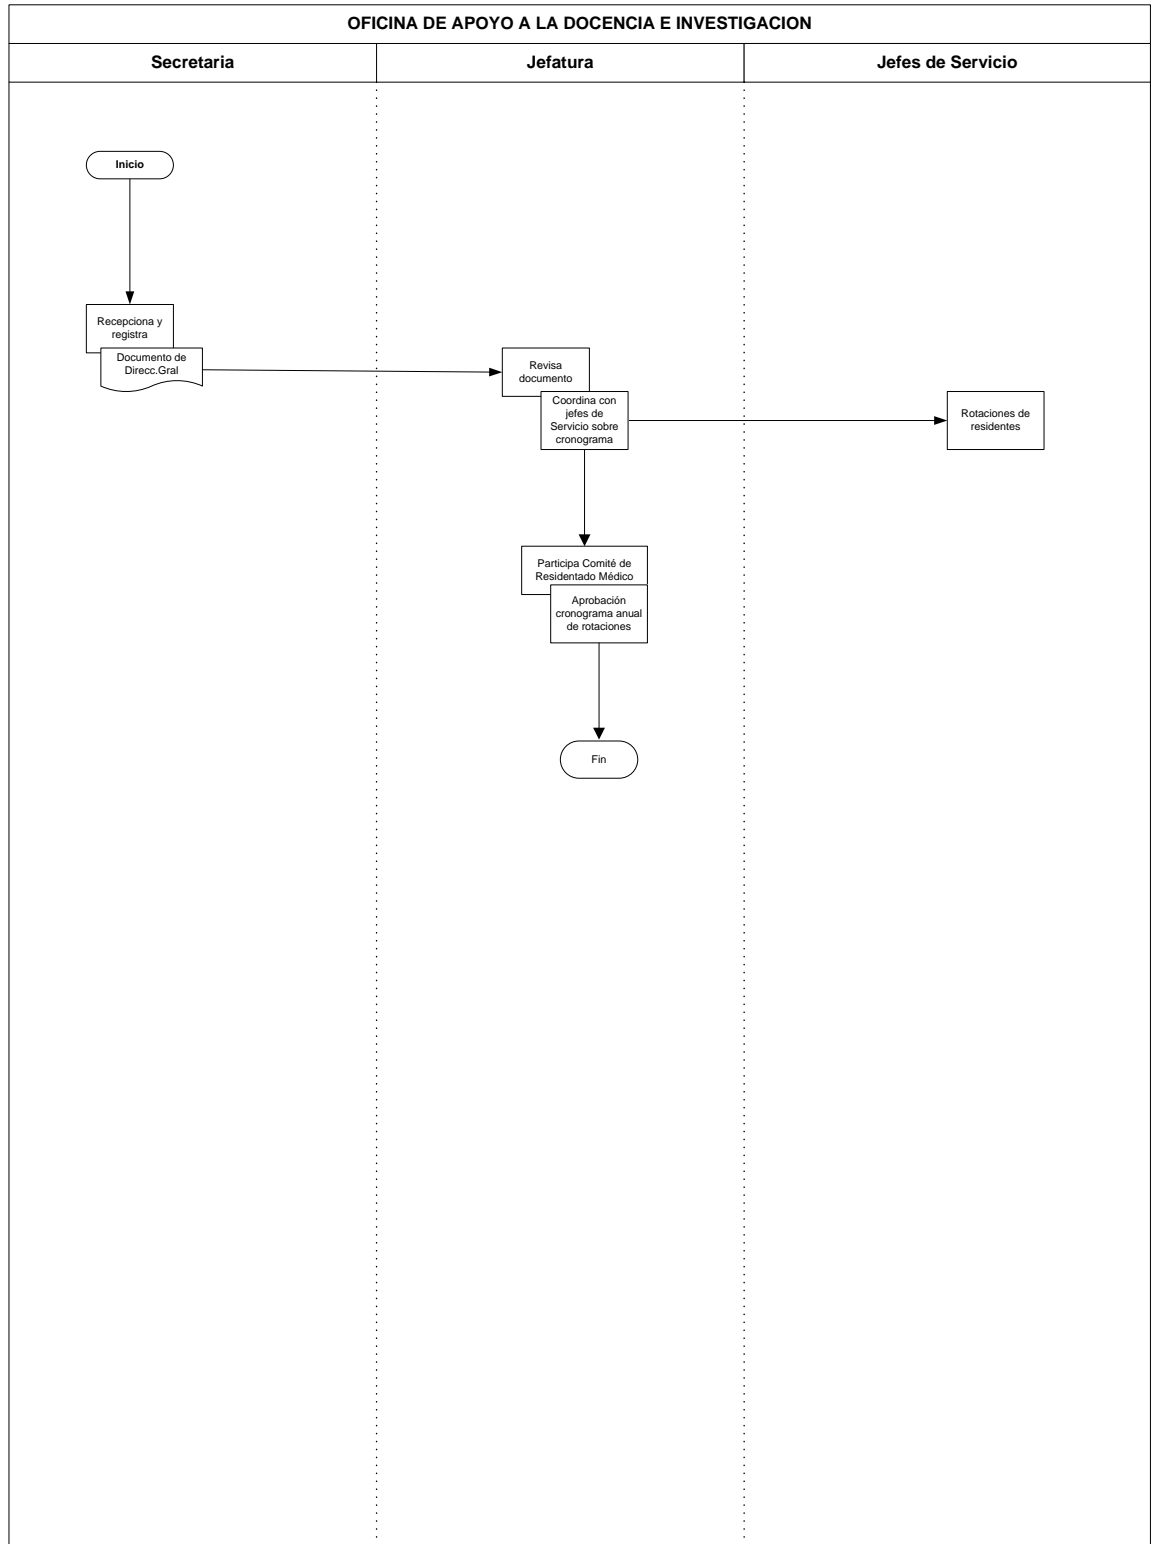 OFICINA DE APOYO A LA DOCENCIA E INVESTIGACION
Secretaria
Jefatura
Jefes de Servicio
Inicio
Recepciona y
registra
Documento de
Direcc.Gral
Revisa
documento
Coordina con
jefes de
Servicio sobre
cronograma
Rotaciones de
residentes
Participa Comité de
Residentado Médico
Aprobación
cronograma anual
de rotaciones
Fin